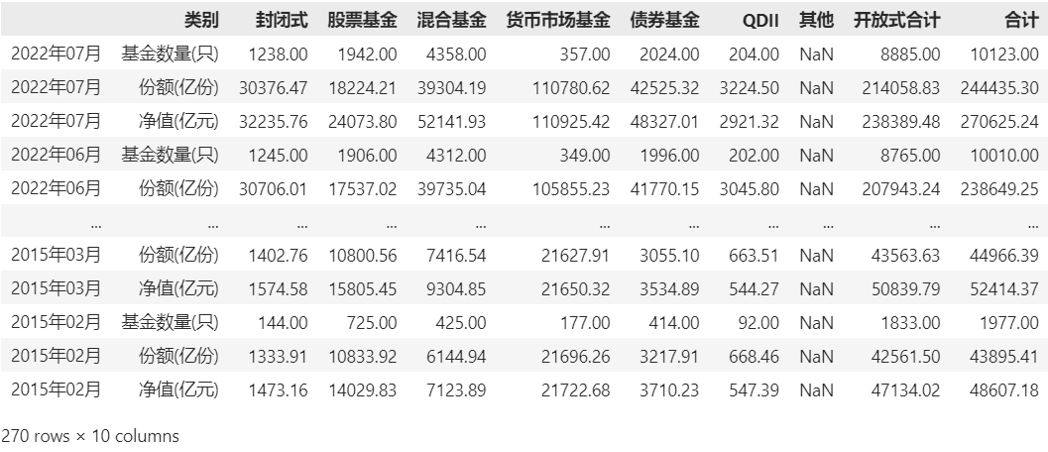 类别 封闭式 股票基金 混合基金 货币市场基金 债券基金 QDII 其他 开放式合计 合计
2022年07月 基金数量(只) 1238.00 1942.00 4358.00 357.00 2024.00 204.00 NaN 8885.00 10123.00
2022年07月 份额(亿份) 30376.47 18224.21 39304.19 110780.62 42525.32 3224.50 NaN 214058.83 244435.30
2022年07月 净值(亿元) 32235.76 24073.80 52141.93 110925.42 48327.01 2921.32 NaN 238389.48 270625.24
2022年06月 基金数量(只) 1245.00 1906.00 4312.00 349.00 1996.00 202.00 NaN 8765.00 10010.00
2022年06月 份额(亿份) 30706.01 17537.02 39735.04 105855.23 41770.15 3045.80 NaN 207943.24 238649.25
... ... ... ... ... ... ... ... ... ... ...
2015年03月 份额(亿份) 1402.76 10800.56 7416.54 21627.91 3055.10 663.51 NaN 43563.63 44966.39
2015年03月 净值(亿元) 1574.58 15805.45 9304.85 21650.32 3534.89 544.27 NaN 50839.79 52414.37
2015年02月 基金数量(只) 144.00 725.00 425.00 177.00 414.00 92.00 NaN 1833.00 1977.00
2015年02月 份额(亿份) 1333.91 10833.92 6144.94 21696.26 3217.91 668.46 NaN 42561.50 43895.41
2015年02月 净值(亿元) 1473.16 14029.83 7123.89 21722.68 3710.23 547.39 NaN 47134.02 48607.18
270 rows × 10 columns